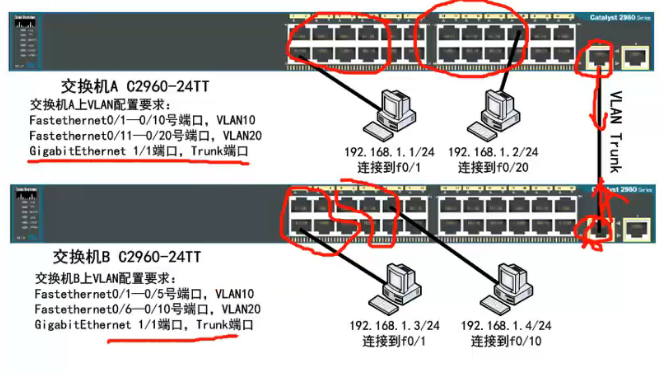 Catalyst 2960 Series
交换机A C2960-24TT
交换机A上VLAN配置要求：
Fastethernet0/1—0/10号端口，VLAN10
Fastethernet0/11—0/20号端口，VLAN20
GigabitEthernet 1/1端口，Trunk端口
192.168.1.1/24
连接到f0/1
192.168.1.2/24
连接到f0/20
VLAN Trunk
Catalyst 2960 Series
交换机B C2960-24TT
交换机B上VLAN配置要求：
Fastethernet0/1—0/5号端口，VLAN10
Fastethernet0/6—0/10号端口，VLAN20
GigabitEthernet 1/1端口，Trunk端口
192.168.1.3/24
连接到f0/1
192.168.1.4/24
连接到f0/10